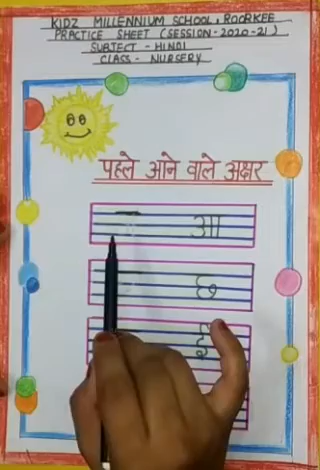 KIDZ MILLENNIUM SCHOOL, ROORKEE
PRACTICE SHEET (SESSION-2020-21)
SUBJECT - HINDI
CLASS - NURSERY
पहले आने वाले अक्षर
आ
छ
ई